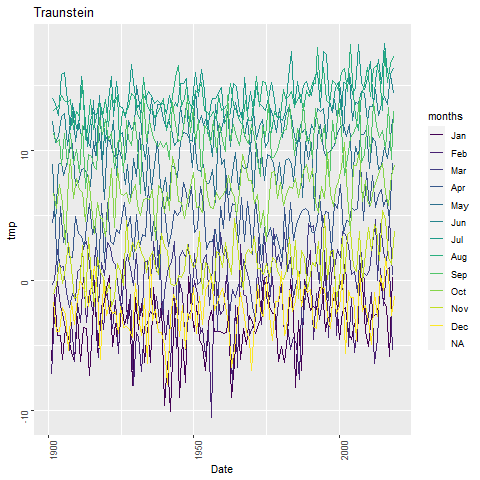 Traunstein
tmp
10
0
-10
1900
1950
2000
Date
months
Jan
Feb
Mar
Apr
May
Jun
Jul
Aug
Sep
Oct
Nov
Dec
NA